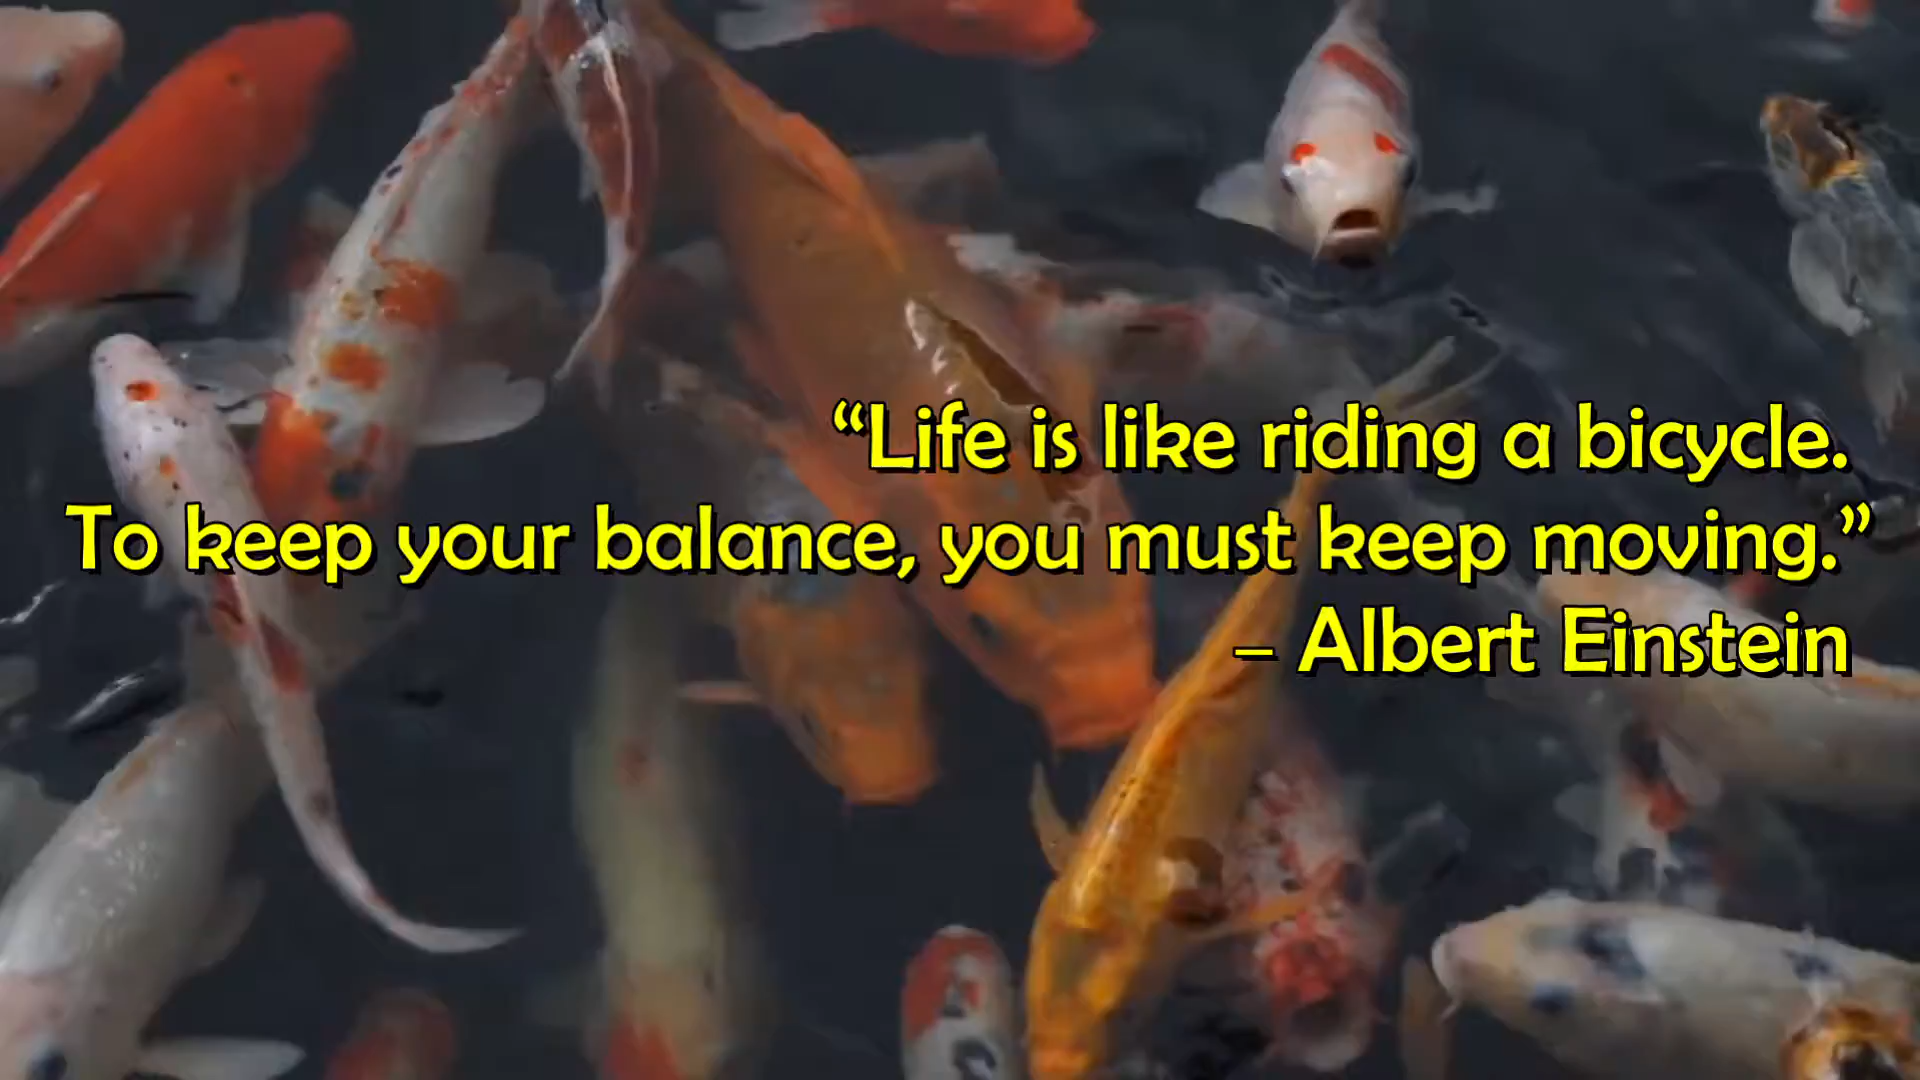 “Life is like riding a bicycle.
To keep your balance, you must keep moving.”
– Albert Einstein